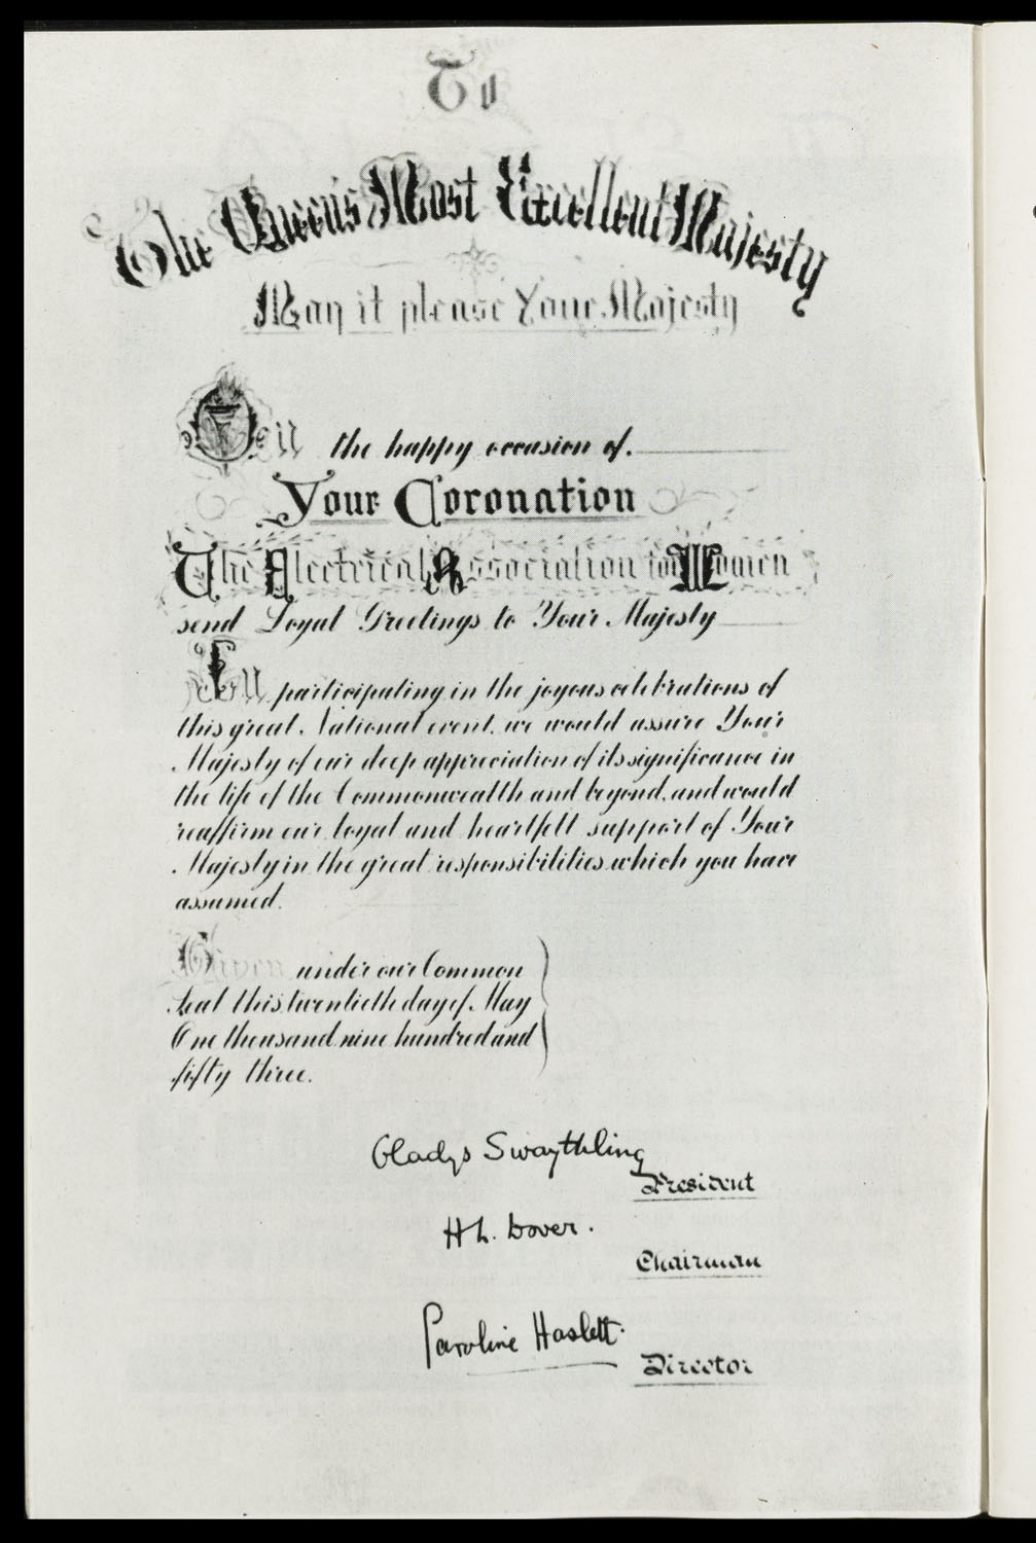 To
The Queen's Most Excellent Majesty
May it please Your Majesty
On the happy occasion of.
Your Coronation
The Electrical Association for Women
send Loyal Greetings to Your Majesty
In participating in the joyous celebrations of
this great National event, we would assure Your
Majesty of our deep appreciation of its significance in
the life of the Commonwealth and beyond, and would
reaffirm our loyal and heartfelt support of Your
Majesty in the great responsibilities which you have
assumed.
Given under our Common
Seal this twentieth day of May
One thousand nine hundred and
fifty three.
Gladys Swaythling
President
H L. Dover.
Chairman
Caroline Haslett.
Director